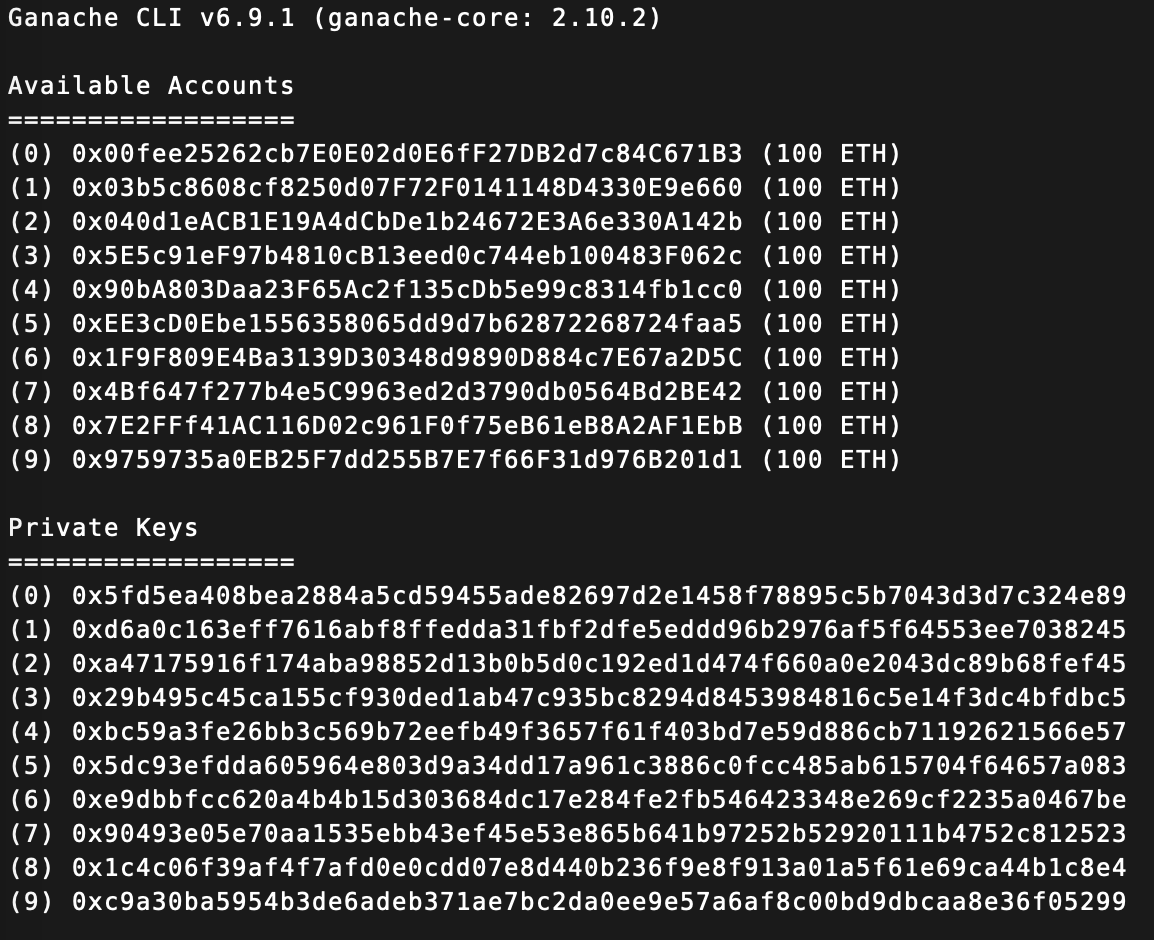 Ganache CLI v6.9.1 (ganache-core: 2.10.2)
Available Accounts
==================
(0) 0x00fee25262cb7E0E02d0E6fF27DB2d7c84C671B3 (100 ETH)
(1) 0x03b5c8608cf8250d07F72F0141148D4330E9e660 (100 ETH)
(2) 0x040d1eACB1E19A4dCbDe1b24672E3A6e330A142b (100 ETH)
(3) 0x5E5c91eF97b4810cB13eed0c744eb100483F062c (100 ETH)
(4) 0x90bA803Daa23F65Ac2f135cDb5e99c8314fb1cc0 (100 ETH)
(5) 0xEE3cD0Ebe1556358065dd9d7b62872268724faa5 (100 ETH)
(6) 0x1F9F809E4Ba3139D30348d9890D884c7E67a2D5C (100 ETH)
(7) 0x4Bf647f277b4e5C9963ed2d3790db0564Bd2BE42 (100 ETH)
(8) 0x7E2FFf41AC116D02c961F0f75eB61eB8A2AF1EbB (100 ETH)
(9) 0x9759735a0EB25F7dd255B7E7f66F31d976B201d1 (100 ETH)
Private Keys
==================
(0) 0x5fd5ea408bea2884a5cd59455ade82697d2e1458f78895c5b7043d3d7c324e89
(1) 0xd6a0c163eff7616abf8ffedda31fbf2dfe5eddd96b2976af5f64553ee7038245
(2) 0xa47175916f174aba98852d13b0b5d0c192ed1d474f660a0e2043dc89b68fef45
(3) 0x29b495c45ca155cf930ded1ab47c935bc8294d8453984816c5e14f3dc4bfdbc5
(4) 0xbc59a3fe26bb3c569b72eefb49f3657f61f403bd7e59d886cb71192621566e57
(5) 0x5dc93efdda605964e803d9a34dd17a961c3886c0fcc485ab615704f64657a083
(6) 0xe9dbbfcc620a4b4b15d303684dc17e284fe2fb546423348e269cf2235a0467be
(7) 0x90493e05e70aa1535ebb43ef45e53e865b641b97252b52920111b4752c812523
(8) 0x1c4c06f39af4f7afd0e0cdd07e8d440b236f9e8f913a01a5f61e69ca44b1c8e4
(9) 0xc9a30ba5954b3de6adeb371ae7bc2da0ee9e57a6af8c00bd9dbcaa8e36f05299